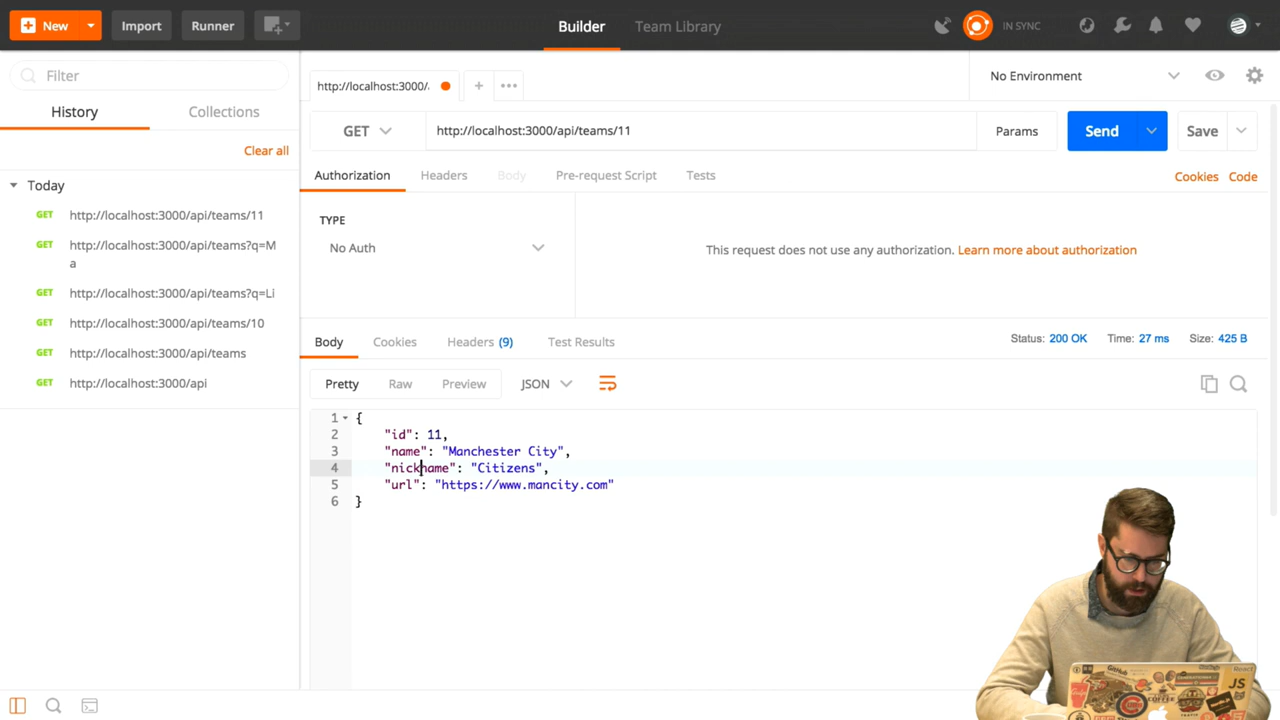 New
Import
Runner
Builder
Team Library
IN SYNC
Filter
History
Collections
Clear all
Today
GET http://localhost:3000/api/teams/11
GET http://localhost:3000/api/teams?q=M
a
GET http://localhost:3000/api/teams?q=Li
GET http://localhost:3000/api/teams/10
GET http://localhost:3000/api/teams
GET http://localhost:3000/api
http://localhost:3000/
No Environment
GET
http://localhost:3000/api/teams/11
Params
Send
Save
Authorization
Headers
Body
Pre-request Script
Tests
Cookies
Code
TYPE
No Auth
This request does not use any authorization. Learn more about authorization
Body
Cookies
Headers (9)
Test Results
Status: 200 OK
Time: 27 ms
Size: 425 B
Pretty
Raw
Preview
JSON
1 {
2 "id": 11,
3 "name": "Manchester City",
4 "nickname": "Citizens",
5 "url": "https://www.mancity.com"
6 }
GitHub
React
JS